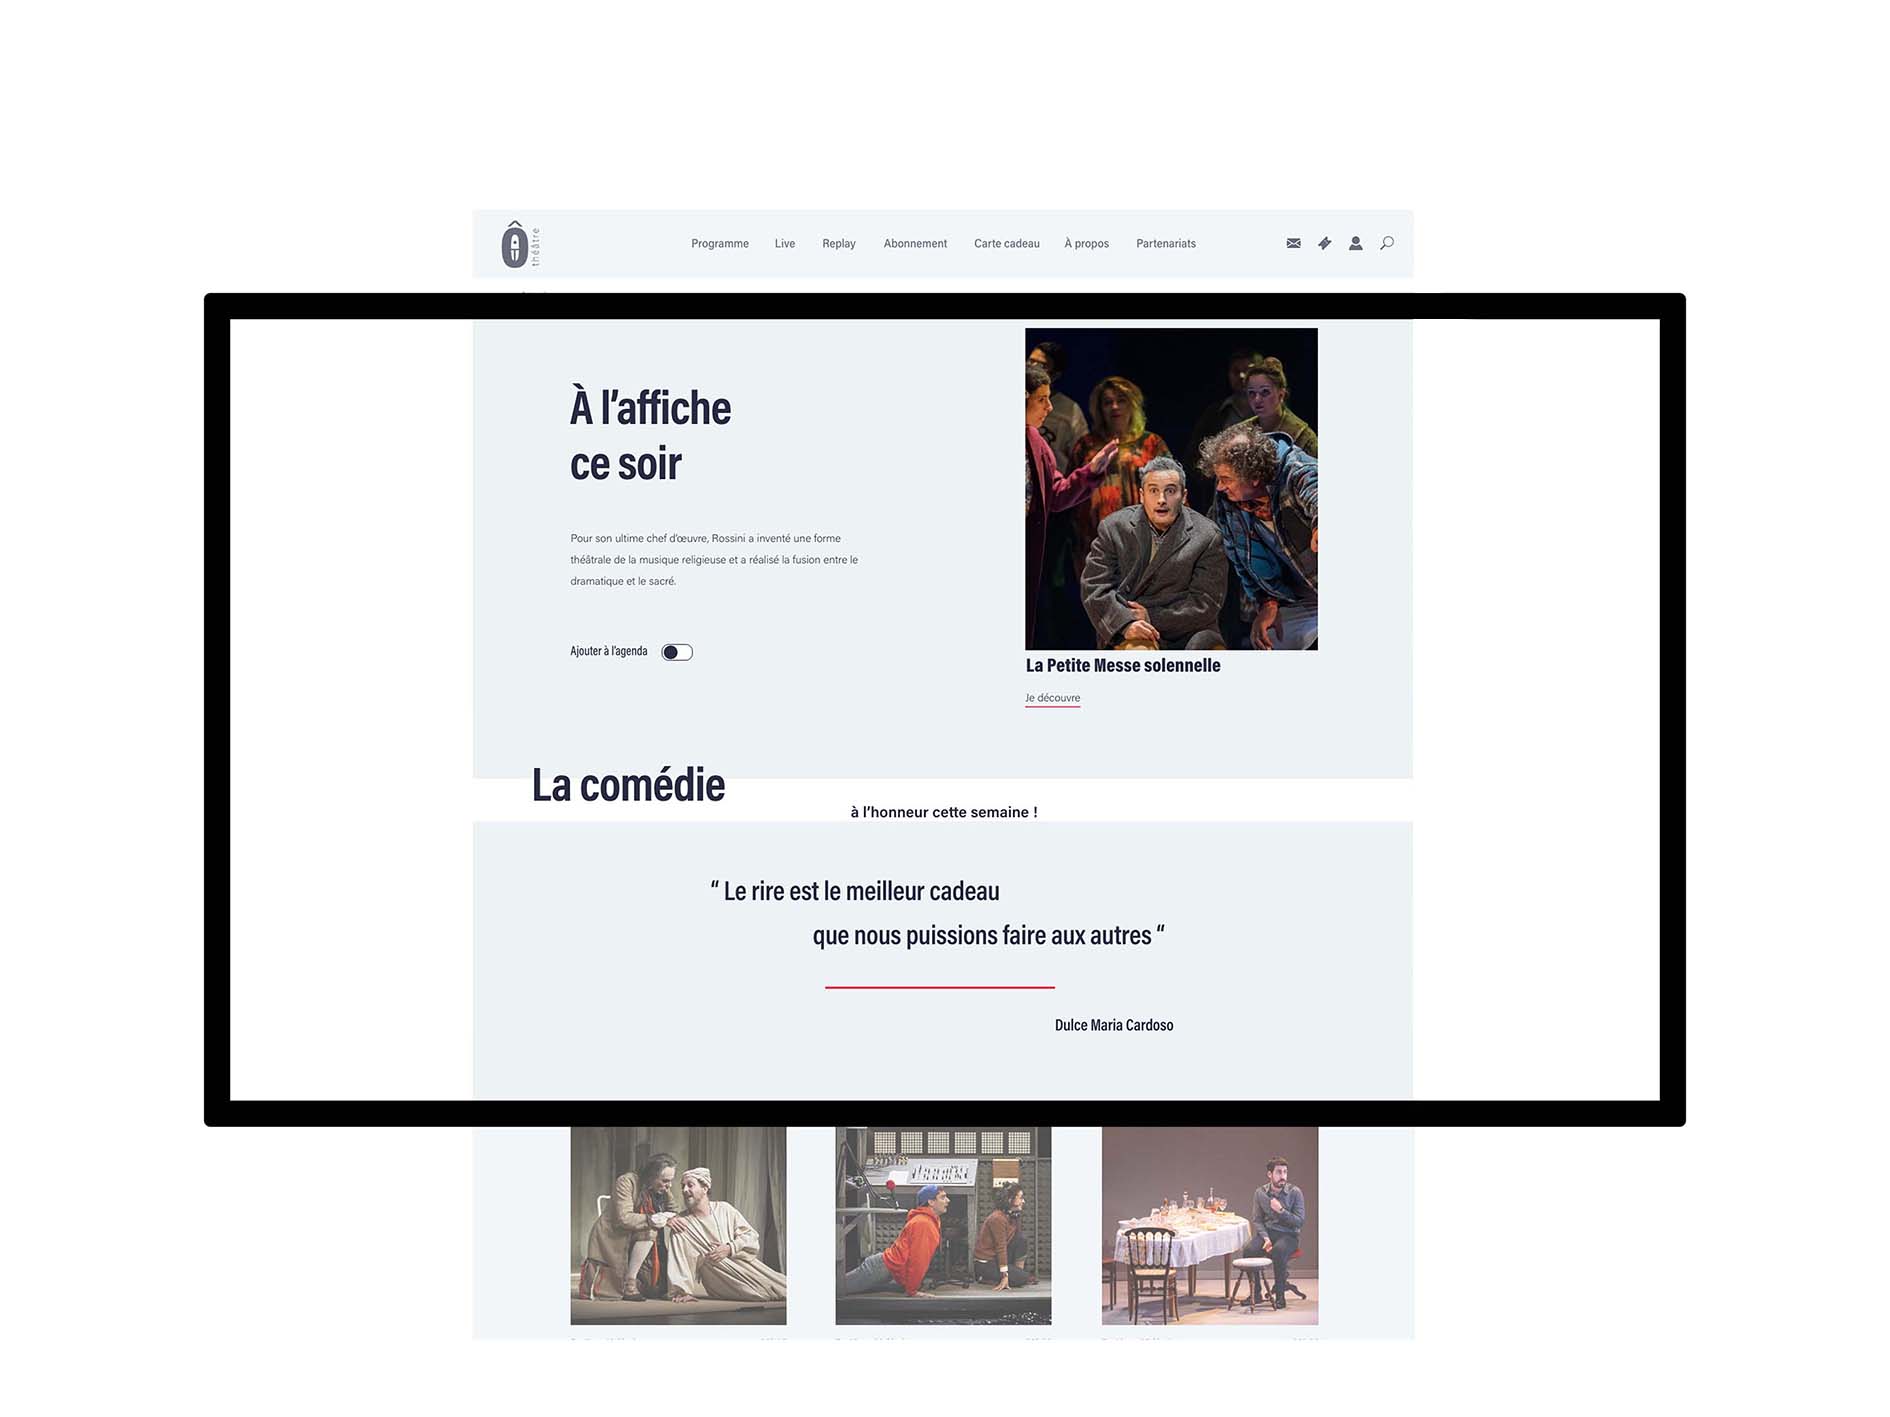 Ô
théâtre
Programme Live Replay Abonnement Carte cadeau À propos Partenariats
À l'affiche
ce soir
Pour son ultime chef d'œuvre, Rossini a inventé une forme
théâtrale de la musique religieuse et a réalisé la fusion entre le
dramatique et le sacré.
Ajouter à l'agenda
La Petite Messe solennelle
Je découvre
La comédie
à l'honneur cette semaine !
“ Le rire est le meilleur cadeau
que nous puissions faire aux autres “
Dulce Maria Cardoso